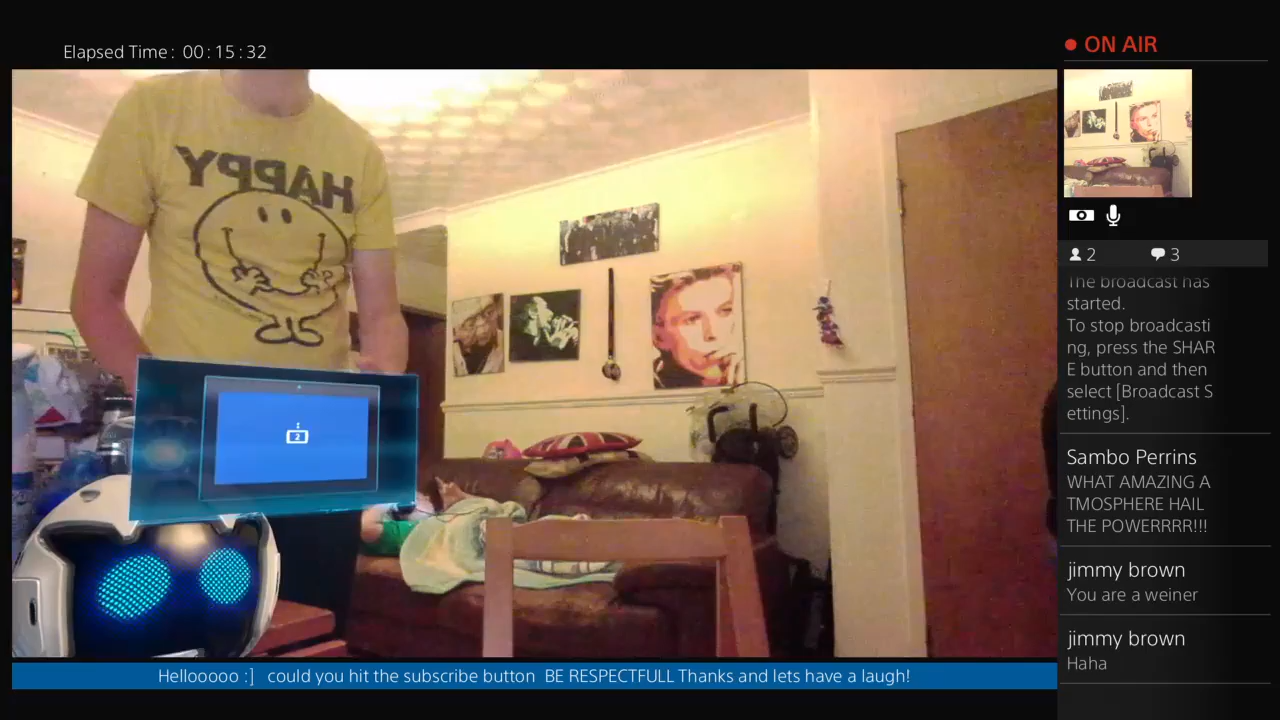 Elapsed Time: 00:15:32
ON AIR
HAPPY
2
2
3
The broadcast has
started.
To stop broadcasti
ng, press the SHAR
E button and then
select [Broadcast S
ettings].
Sambo Perrins
WHAT AMAZING A
TMOSPHERE HAIL
THE POWERRRR!!!
jimmy brown
You are a weiner
jimmy brown
Haha
Hellooooo :] could you hit the subscribe button BE RESPECTFULL Thanks and lets have a laugh!